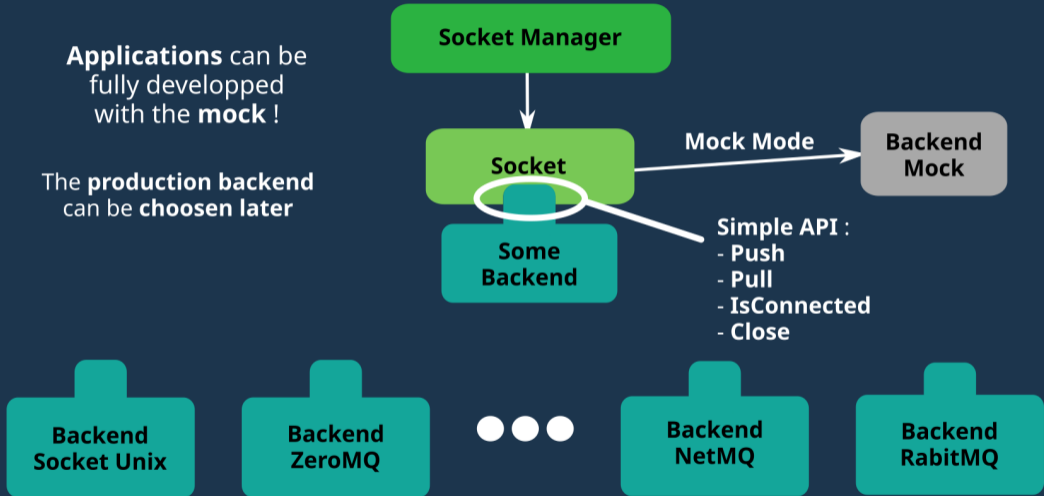 Socket Manager
Applications can be
fully developped
with the mock !
The production backend
can be choosen later
Socket
Mock Mode
Backend
Mock
Some
Backend
Simple API :
- Push
- Pull
- IsConnected
- Close
Backend
Socket Unix
Backend
ZeroMQ
Backend
NetMQ
Backend
RabitMQ